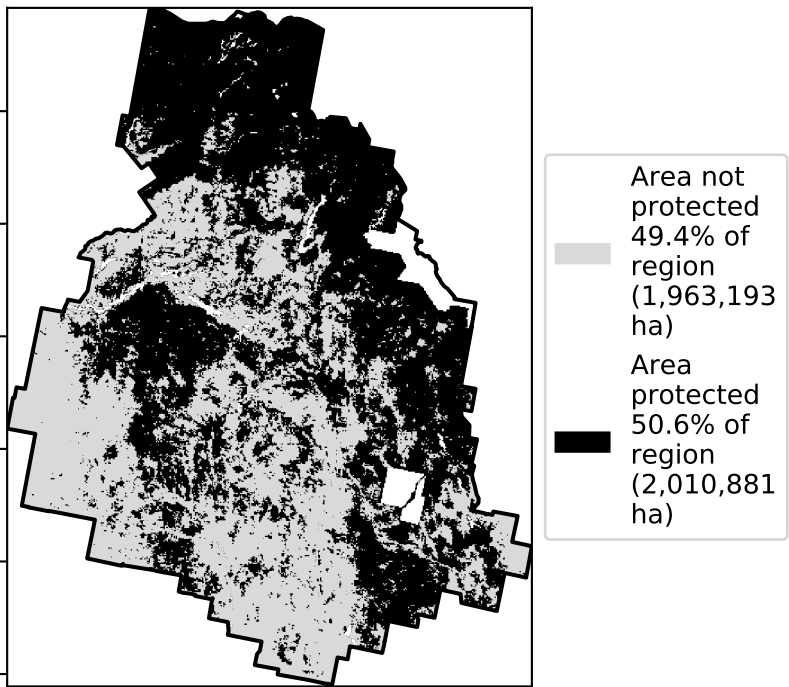 Area not
protected
49.4% of
region
(1,963,193
ha)
Area
protected
50.6% of
region
(2,010,881
ha)